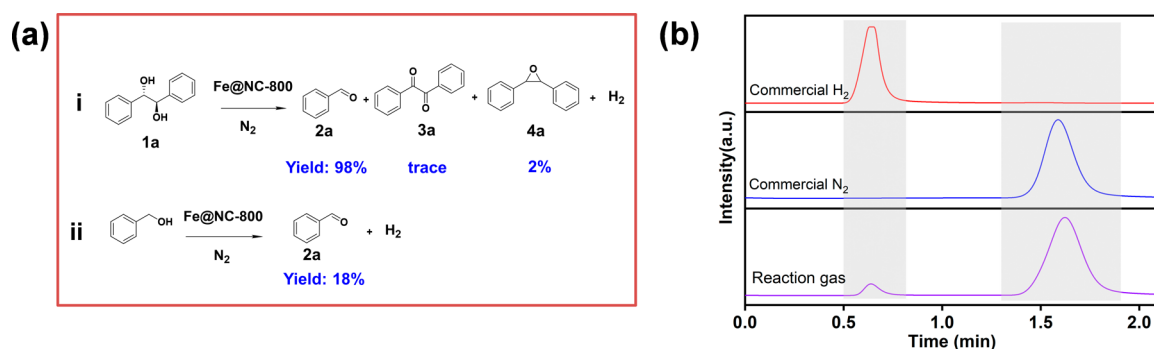 (a)
i
OH
OH
1a
Fe@NC-800
N₂
O
2a
+
O
O
3a
+
O
4a
+ H₂
Yield: 98%
trace
2%
ii
OH
Fe@NC-800
N₂
O
2a
+ H₂
Yield: 18%
(b)
Intensity(a.u.)
Commercial H₂
Commercial N₂
Reaction gas
0.0 0.5 1.0 1.5 2.0
Time (min)